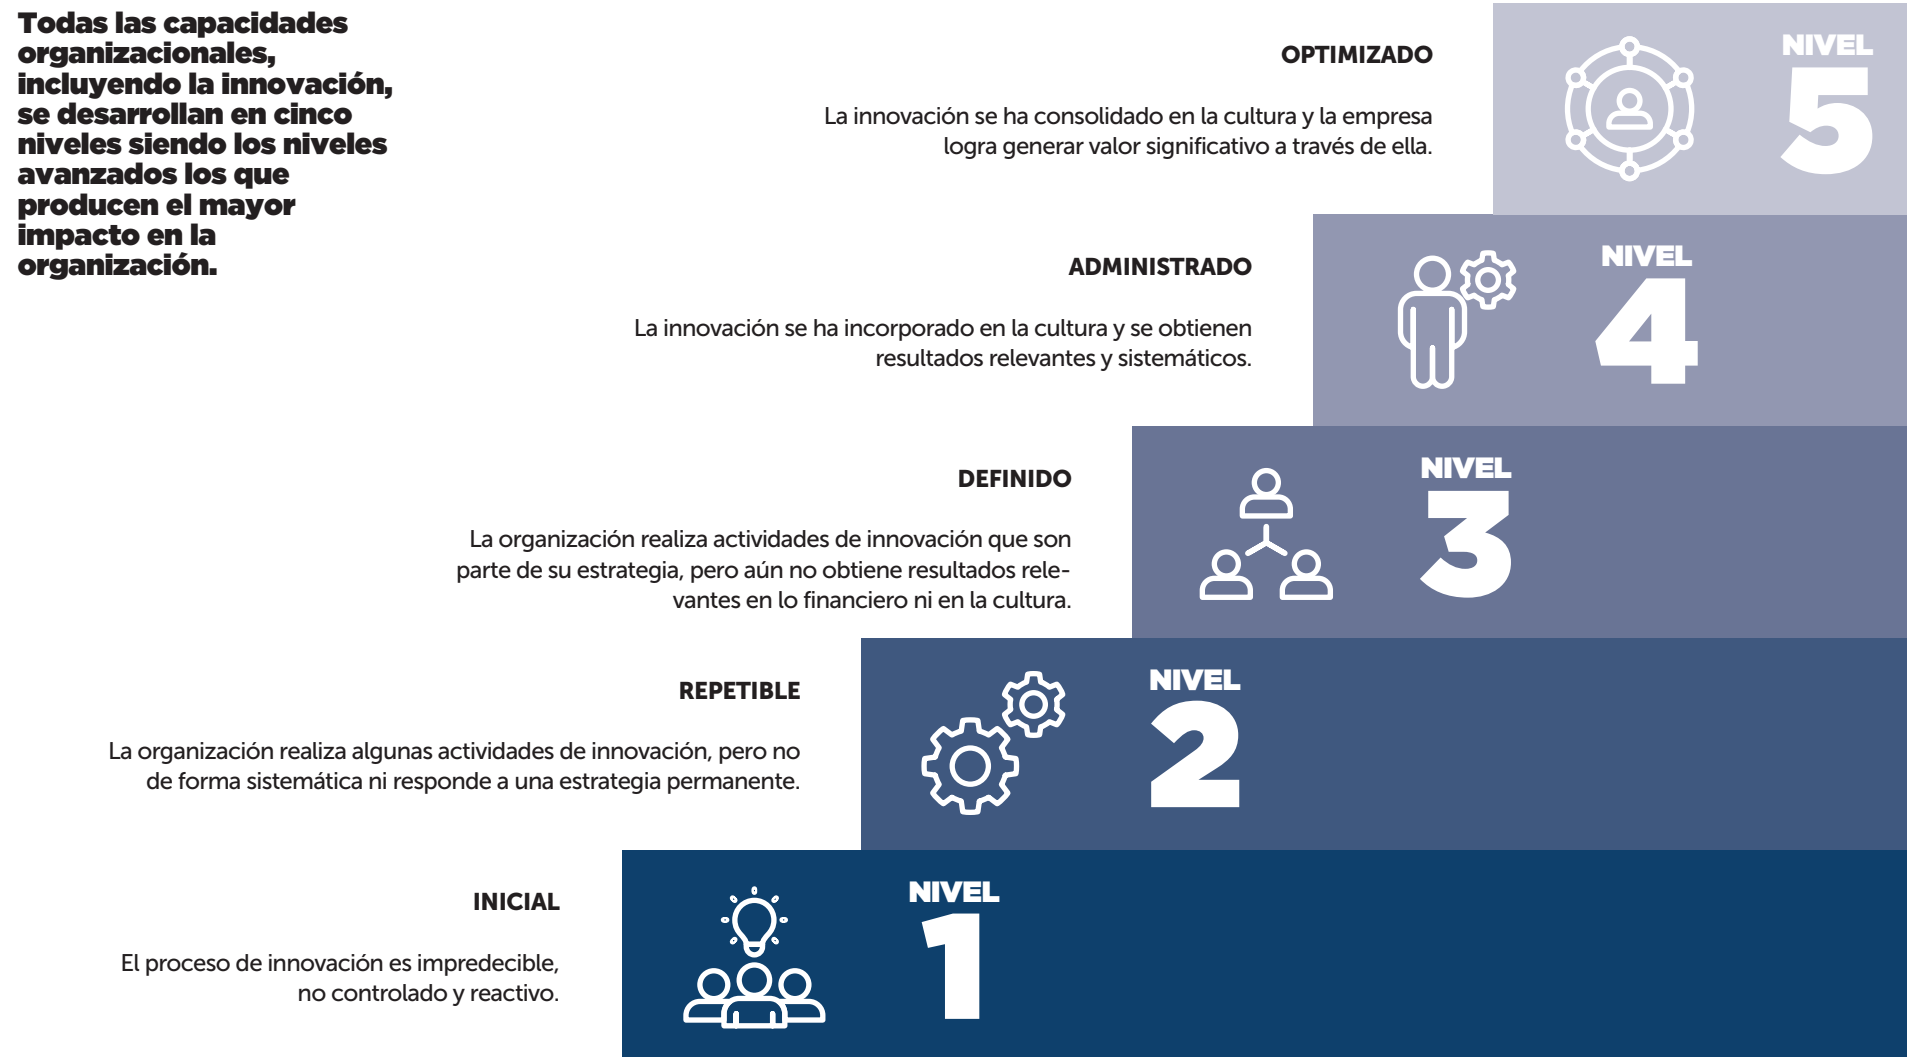 Todas las capacidades
organizacionales,
incluyendo la innovación,
se desarrollan en cinco
niveles siendo los niveles
avanzados los que
producen el mayor
impacto en la
organización.
OPTIMIZADO
La innovación se ha consolidado en la cultura y la empresa
logra generar valor significativo a través de ella.
NIVEL
5
ADMINISTRADO
La innovación se ha incorporado en la cultura y se obtienen
resultados relevantes y sistemáticos.
NIVEL
4
DEFINIDO
La organización realiza actividades de innovación que son
parte de su estrategia, pero aún no obtiene resultados rele-
vantes en lo financiero ni en la cultura.
NIVEL
3
REPETIBLE
La organización realiza algunas actividades de innovación, pero no
de forma sistemática ni responde a una estrategia permanente.
NIVEL
2
INICIAL
El proceso de innovación es impredecible,
no controlado y reactivo.
NIVEL
1